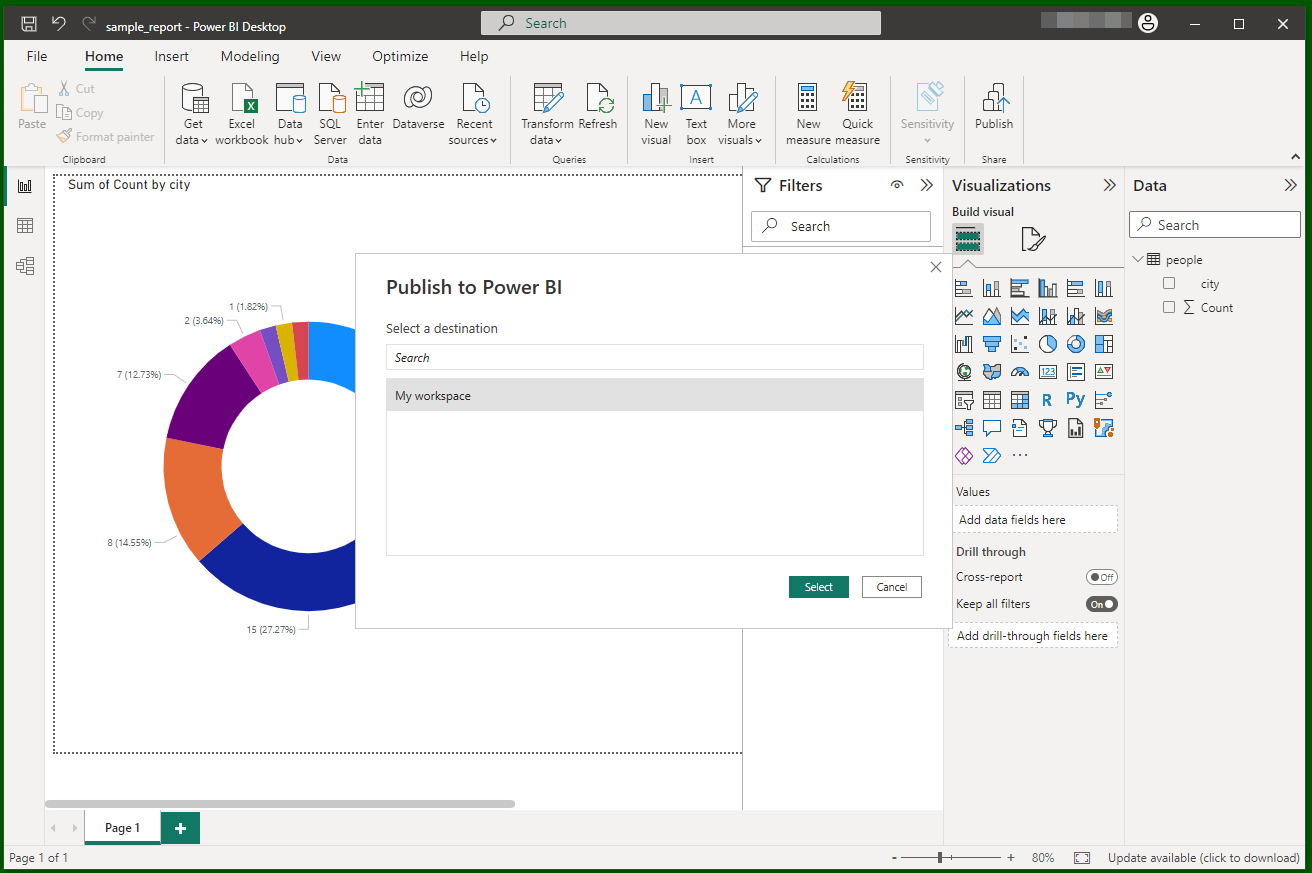 sample_report - Power BI Desktop
Search
File Home Insert Modeling View Optimize Help
Paste
Cut
Copy
Format painter
Clipboard
Get data
Excel workbook
Data hub
SQL Server
Enter data
Dataverse
Recent sources
Data
Transform data
Refresh
Queries
New visual
Text box
More visuals
Insert
New measure
Quick measure
Calculations
Sensitivity
Sensitivity
Publish
Share
Sum of Count by city
1 (1.82%)
2 (3.64%)
7 (12.73%)
8 (14.55%)
15 (27.27%)
Filters
Search
Publish to Power BI
Select a destination
Search
My workspace
Select
Cancel
Visualizations
Build visual
123
R
Py
Values
Add data fields here
Drill through
Cross-report
Off
Keep all filters
On
Add drill-through fields here
Data
Search
people
city
Count
Page 1
Page 1 of 1
- + 80%
Update available (click to download)